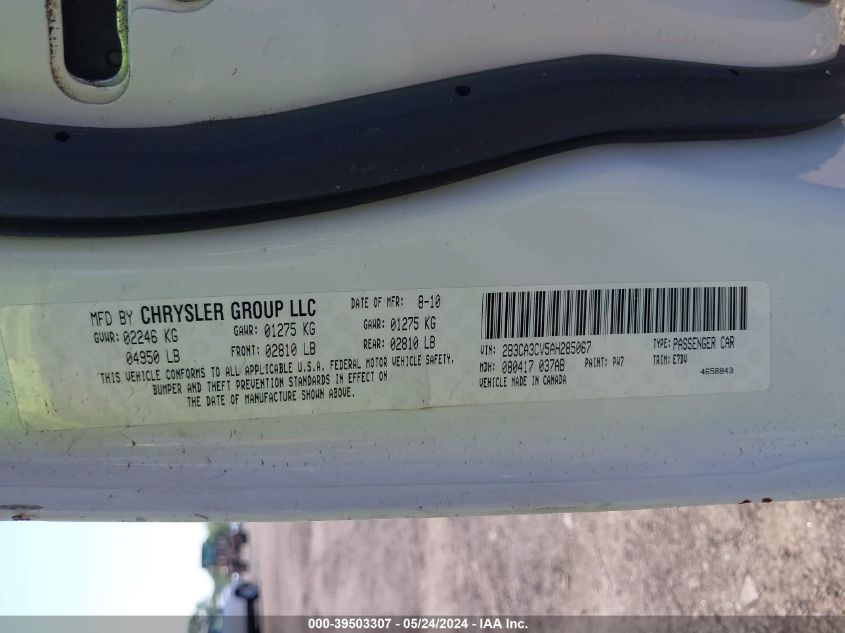 MFD BY CHRYSLER GROUP LLC DATE OF MFR: 8-10
GVWR: 02246 KG GAWR: 01275 KG GAWR: 01275 KG
04950 LB FRONT: 02810 LB REAR: 02810 LB
THIS VEHICLE CONFORMS TO ALL APPLICABLE U.S.A. FEDERAL MOTOR VEHICLE SAFETY,
BUMPER AND THEFT PREVENTION STANDARDS IN EFFECT ON
THE DATE OF MANUFACTURE SHOWN ABOVE.
VIN: 2B3CA3CV5AH285067 TYPE: PASSENGER CAR
MDH: 080417 037AB PAINT: PW7 TRIM: E7DV
VEHICLE MADE IN CANADA 4658843
000-39503307 - 05/24/2024 - IAA Inc.